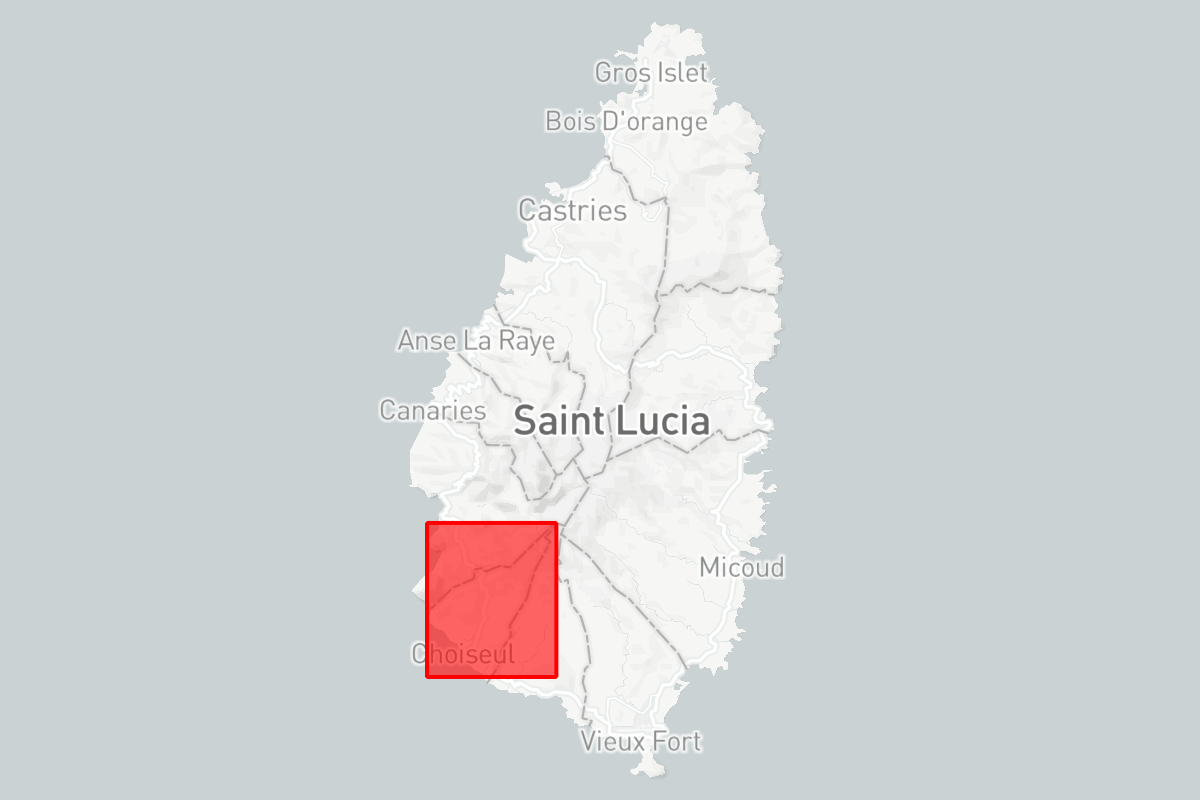 Gros Islet
Bois D'orange
Castries
Anse La Raye
Canaries
Saint Lucia
Micoud
Choiseul
Vieux Fort